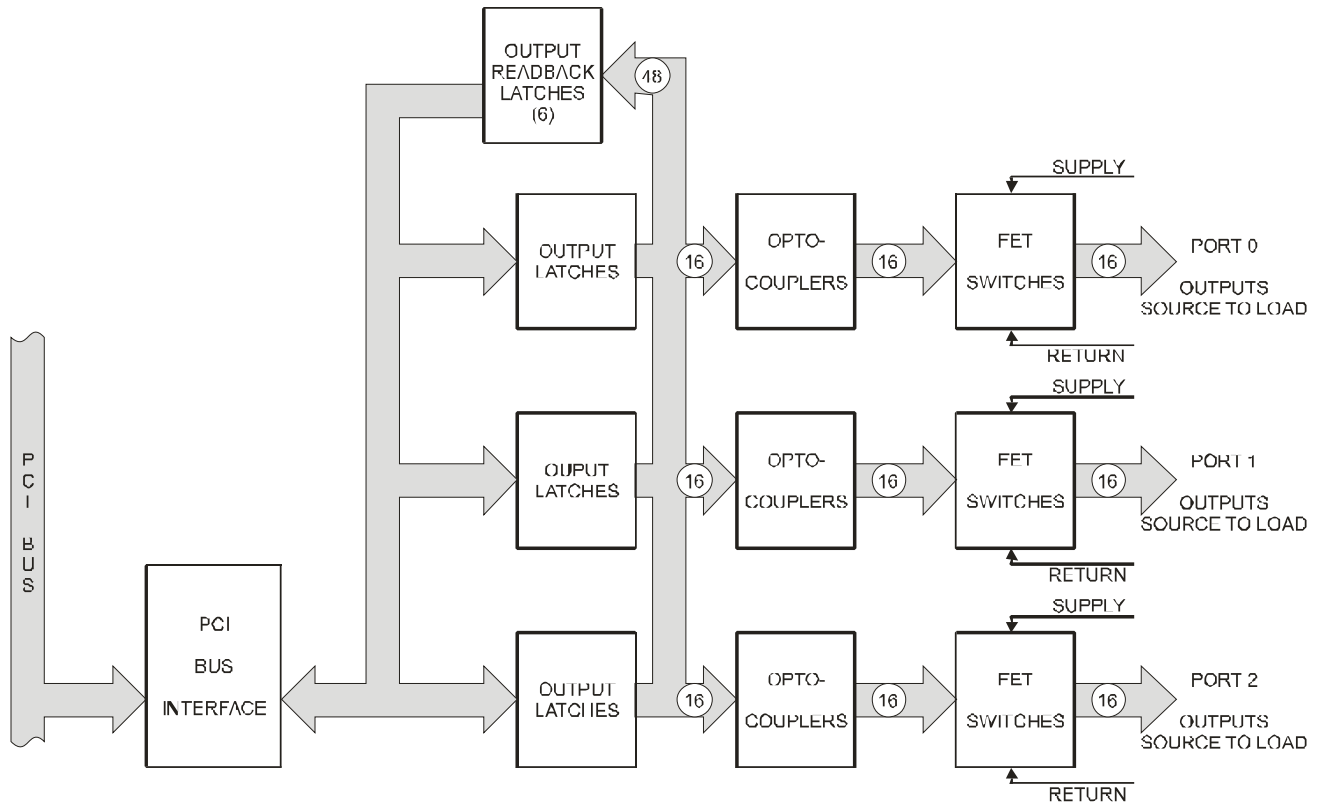 OUTPUT
READBACK
LATCHES
(6)
48
SUPPLY
OUTPUT
LATCHES
16
OPTO-
COUPLERS
16
FET
SWITCHES
16
PORT 0
OUTPUTS
SOURCE TO LOAD
RETURN
SUPPLY
OUPUT
LATCHES
16
OPTO-
COUPLERS
16
FET
SWITCHES
16
PORT 1
OUTPUTS
SOURCE TO LOAD
RETURN
PCI BUS
PCI
BUS
INTERFACE
SUPPLY
OUTPUT
LATCHES
16
OPTO-
COUPLERS
16
FET
SWITCHES
16
PORT 2
OUTPUTS
SOURCE TO LOAD
RETURN